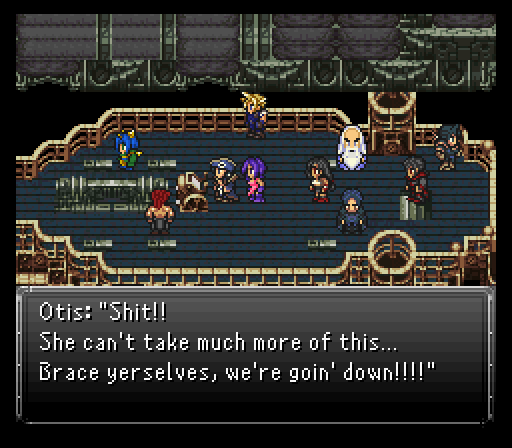 Otis: "Shit!!
She can't take much more of this...
Brace yerselves, we're goin' down!!!!"